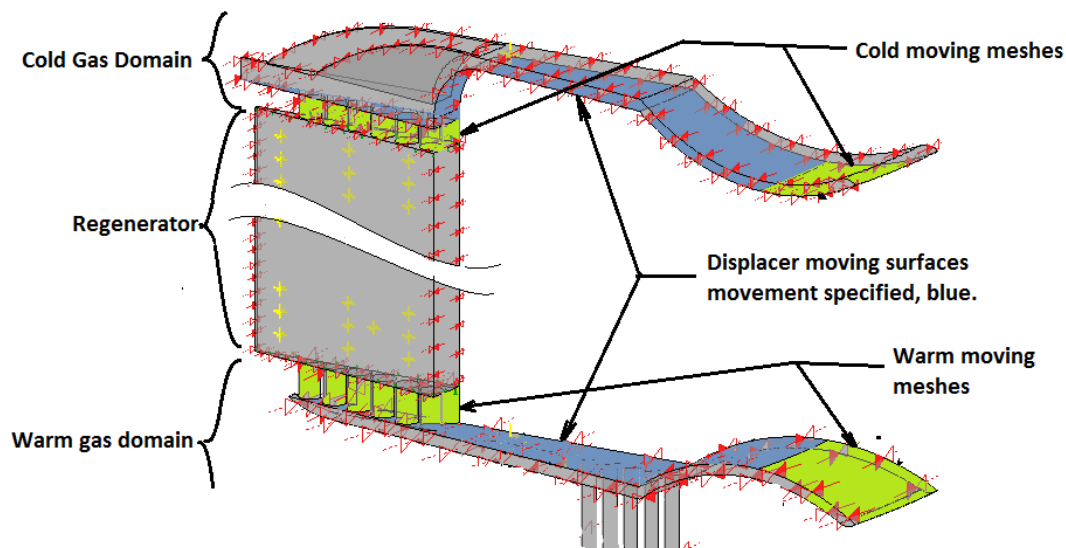 Cold Gas Domain
Cold moving meshes
Regenerator
Displacer moving surfaces
movement specified, blue.
Warm moving
meshes
Warm gas domain